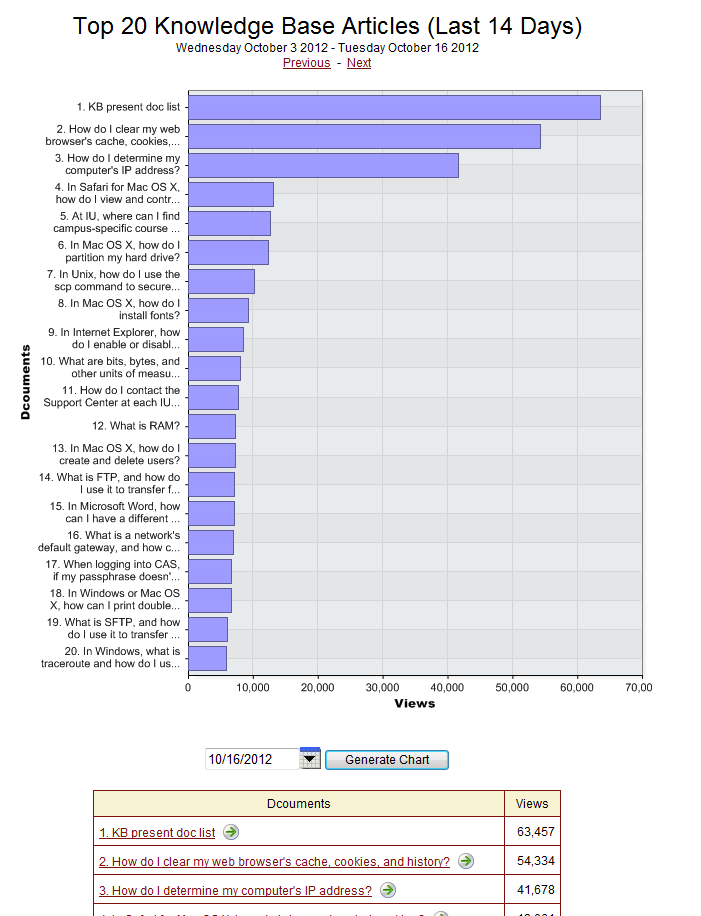 Top 20 Knowledge Base Articles (Last 14 Days)
Wednesday October 3 2012 - Tuesday October 16 2012
Previous - Next
1. KB present doc list
2. How do I clear my web
browser's cache, cookies,...
3. How do I determine my
computer's IP address?
4. In Safari for Mac OS X,
how do I view and contr...
5. At IU, where can I find
campus-specific course ...
6. In Mac OS X, how do I
partition my hard drive?
7. In Unix, how do I use the
scp command to secure...
8. In Mac OS X, how do I
install fonts?
9. In Internet Explorer, how
do I enable or disabl...
10. What are bits, bytes, and
other units of measu...
11. How do I contact the
Support Center at each IU...
12. What is RAM?
13. In Mac OS X, how do I
create and delete users?
14. What is FTP, and how do
I use it to transfer f...
15. In Microsoft Word, how
can I have a different ...
16. What is a network's
default gateway, and how c...
17. When logging into CAS,
if my passphrase doesn'...
18. In Windows or Mac OS
X, how can I print double...
19. What is SFTP, and how
do I use it to transfer ...
20. In Windows, what is
traceroute and how do I us...
Dcouments
0 10,000 20,000 30,000 40,000 50,000 60,000 70,00
Views
10/16/2012 Generate Chart
Dcouments Views
1. KB present doc list 63,457
2. How do I clear my web browser's cache, cookies, and history? 54,334
3. How do I determine my computer's IP address? 41,678